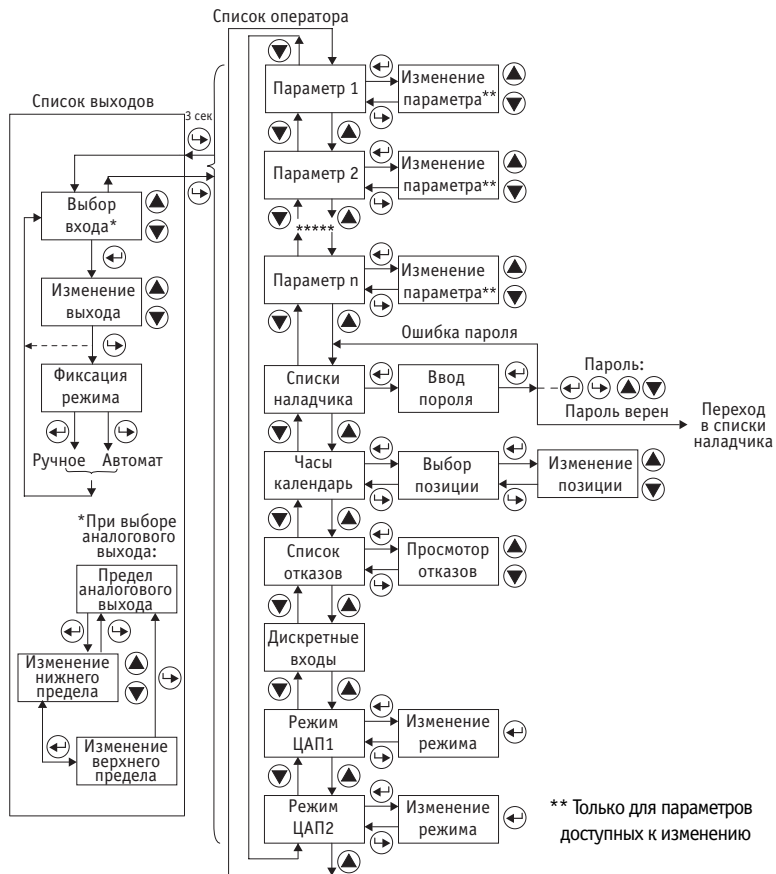 Список оператора
Список выходов
3 сек
Параметр 1
Изменение
параметра**
Параметр 2
Изменение
параметра**
*****
Параметр n
Изменение
параметра**
Выбор
входа*
Изменение
выхода
Фиксация
режима
Ручное
Автомат
*При выборе
аналогового
выхода:
Предел
аналогового
выхода
Изменение
нижнего
предела
Изменение
верхнего
предела
Ошибка пароля
Списки
наладчика
Ввод
пороля
Пароль:
Пароль верен
Переход
в списки
наладчика
Часы
календарь
Выбор
позиции
Изменение
позиции
Список
отказов
Просмотор
отказов
Дискретные
входы
Режим
ЦАП1
Изменение
режима
Режим
ЦАП2
Изменение
режима
** Только для параметров
доступных к изменению